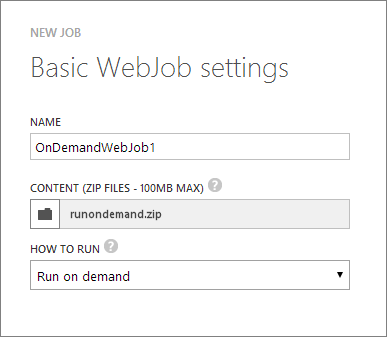 NEW JOB
Basic WebJob settings
NAME
OnDemandWebJob1
CONTENT (ZIP FILES - 100MB MAX) ?
runondemand.zip
HOW TO RUN ?
Run on demand